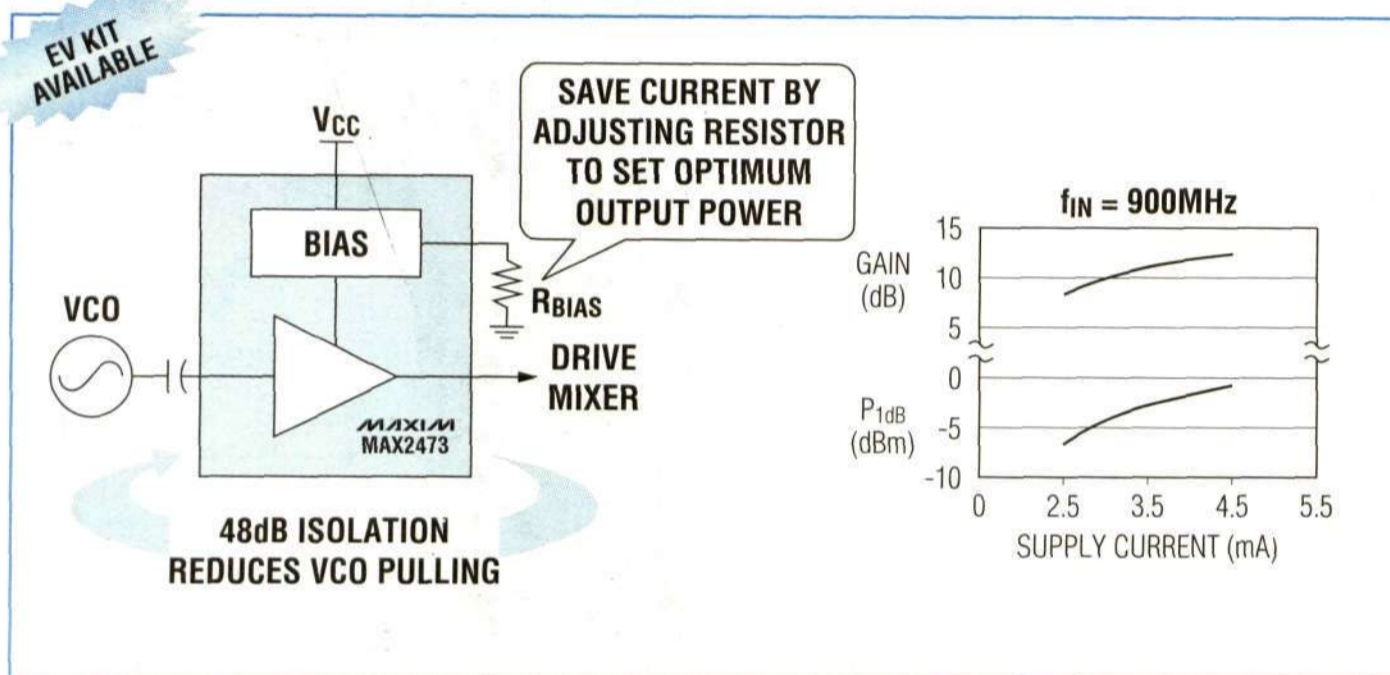 EV KIT
AVAILABLE
VCC
SAVE CURRENT BY
ADJUSTING RESISTOR
TO SET OPTIMUM
OUTPUT POWER
BIAS
RBIAS
VCO
DRIVE
MIXER
MAXIM
MAX2473
48dB ISOLATION
REDUCES VCO PULLING
fIN = 900MHz
GAIN
(dB)
15
10
5
0
-5
-10
P1dB
(dBm)
0 2.5 3.5 4.5 5.5
SUPPLY CURRENT (mA)